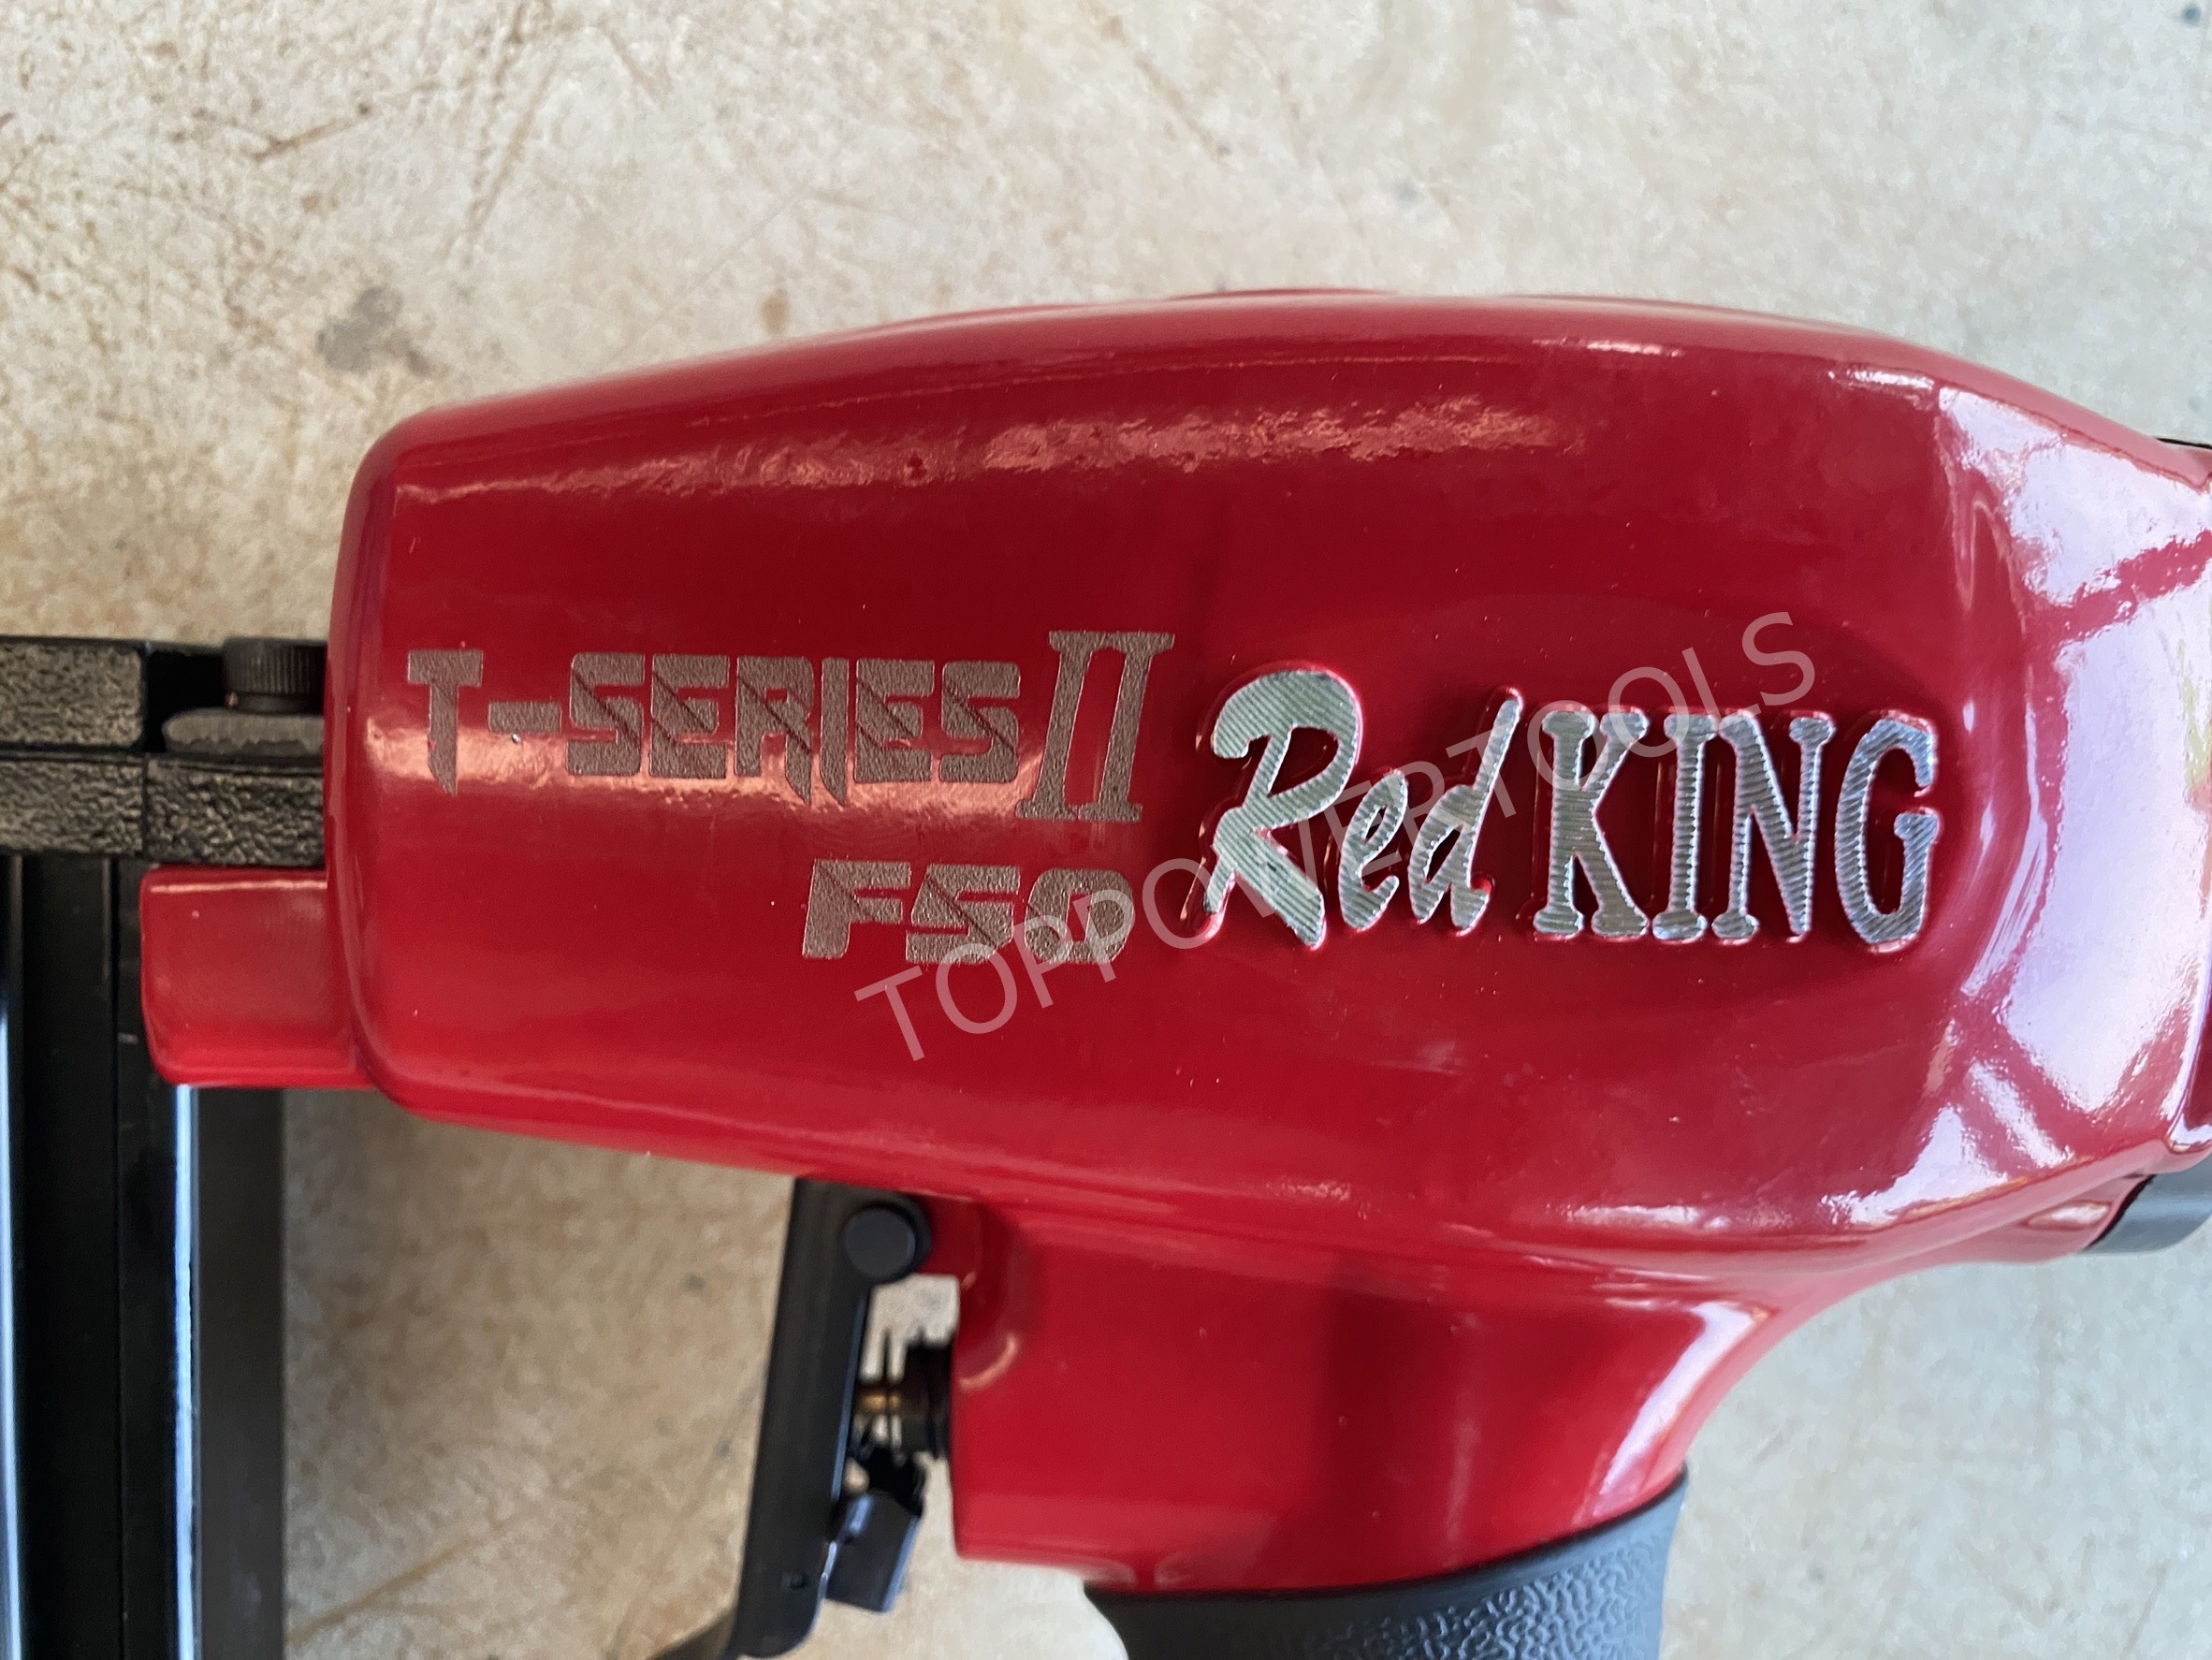 T-SERIES II
F50
Red KING
TOPPOWERTOOLS